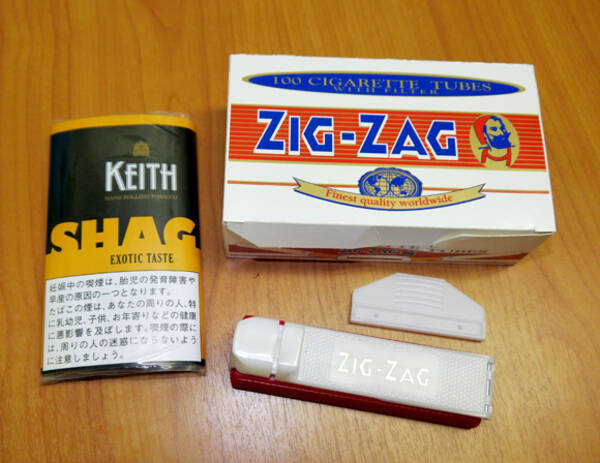 100 CIGARETTE TUBES
WITH FILTER
ZIG-ZAG
Finest quality worldwide
KEITH
HAND ROLLING TOBACCO
SHAG
EXOTIC TASTE
妊娠中の喫煙は、胎児の発育障害や
早産の原因の一つとなります。
たばこの煙は、あなたの周りの人、特
に乳幼児、子供、お年寄りなどの健康
に悪影響を及ぼします。喫煙の際に
は、周りの人の迷惑にならないよう
に注意しましょう。
ZIG-ZAG
TUBES
ZIG-ZAG